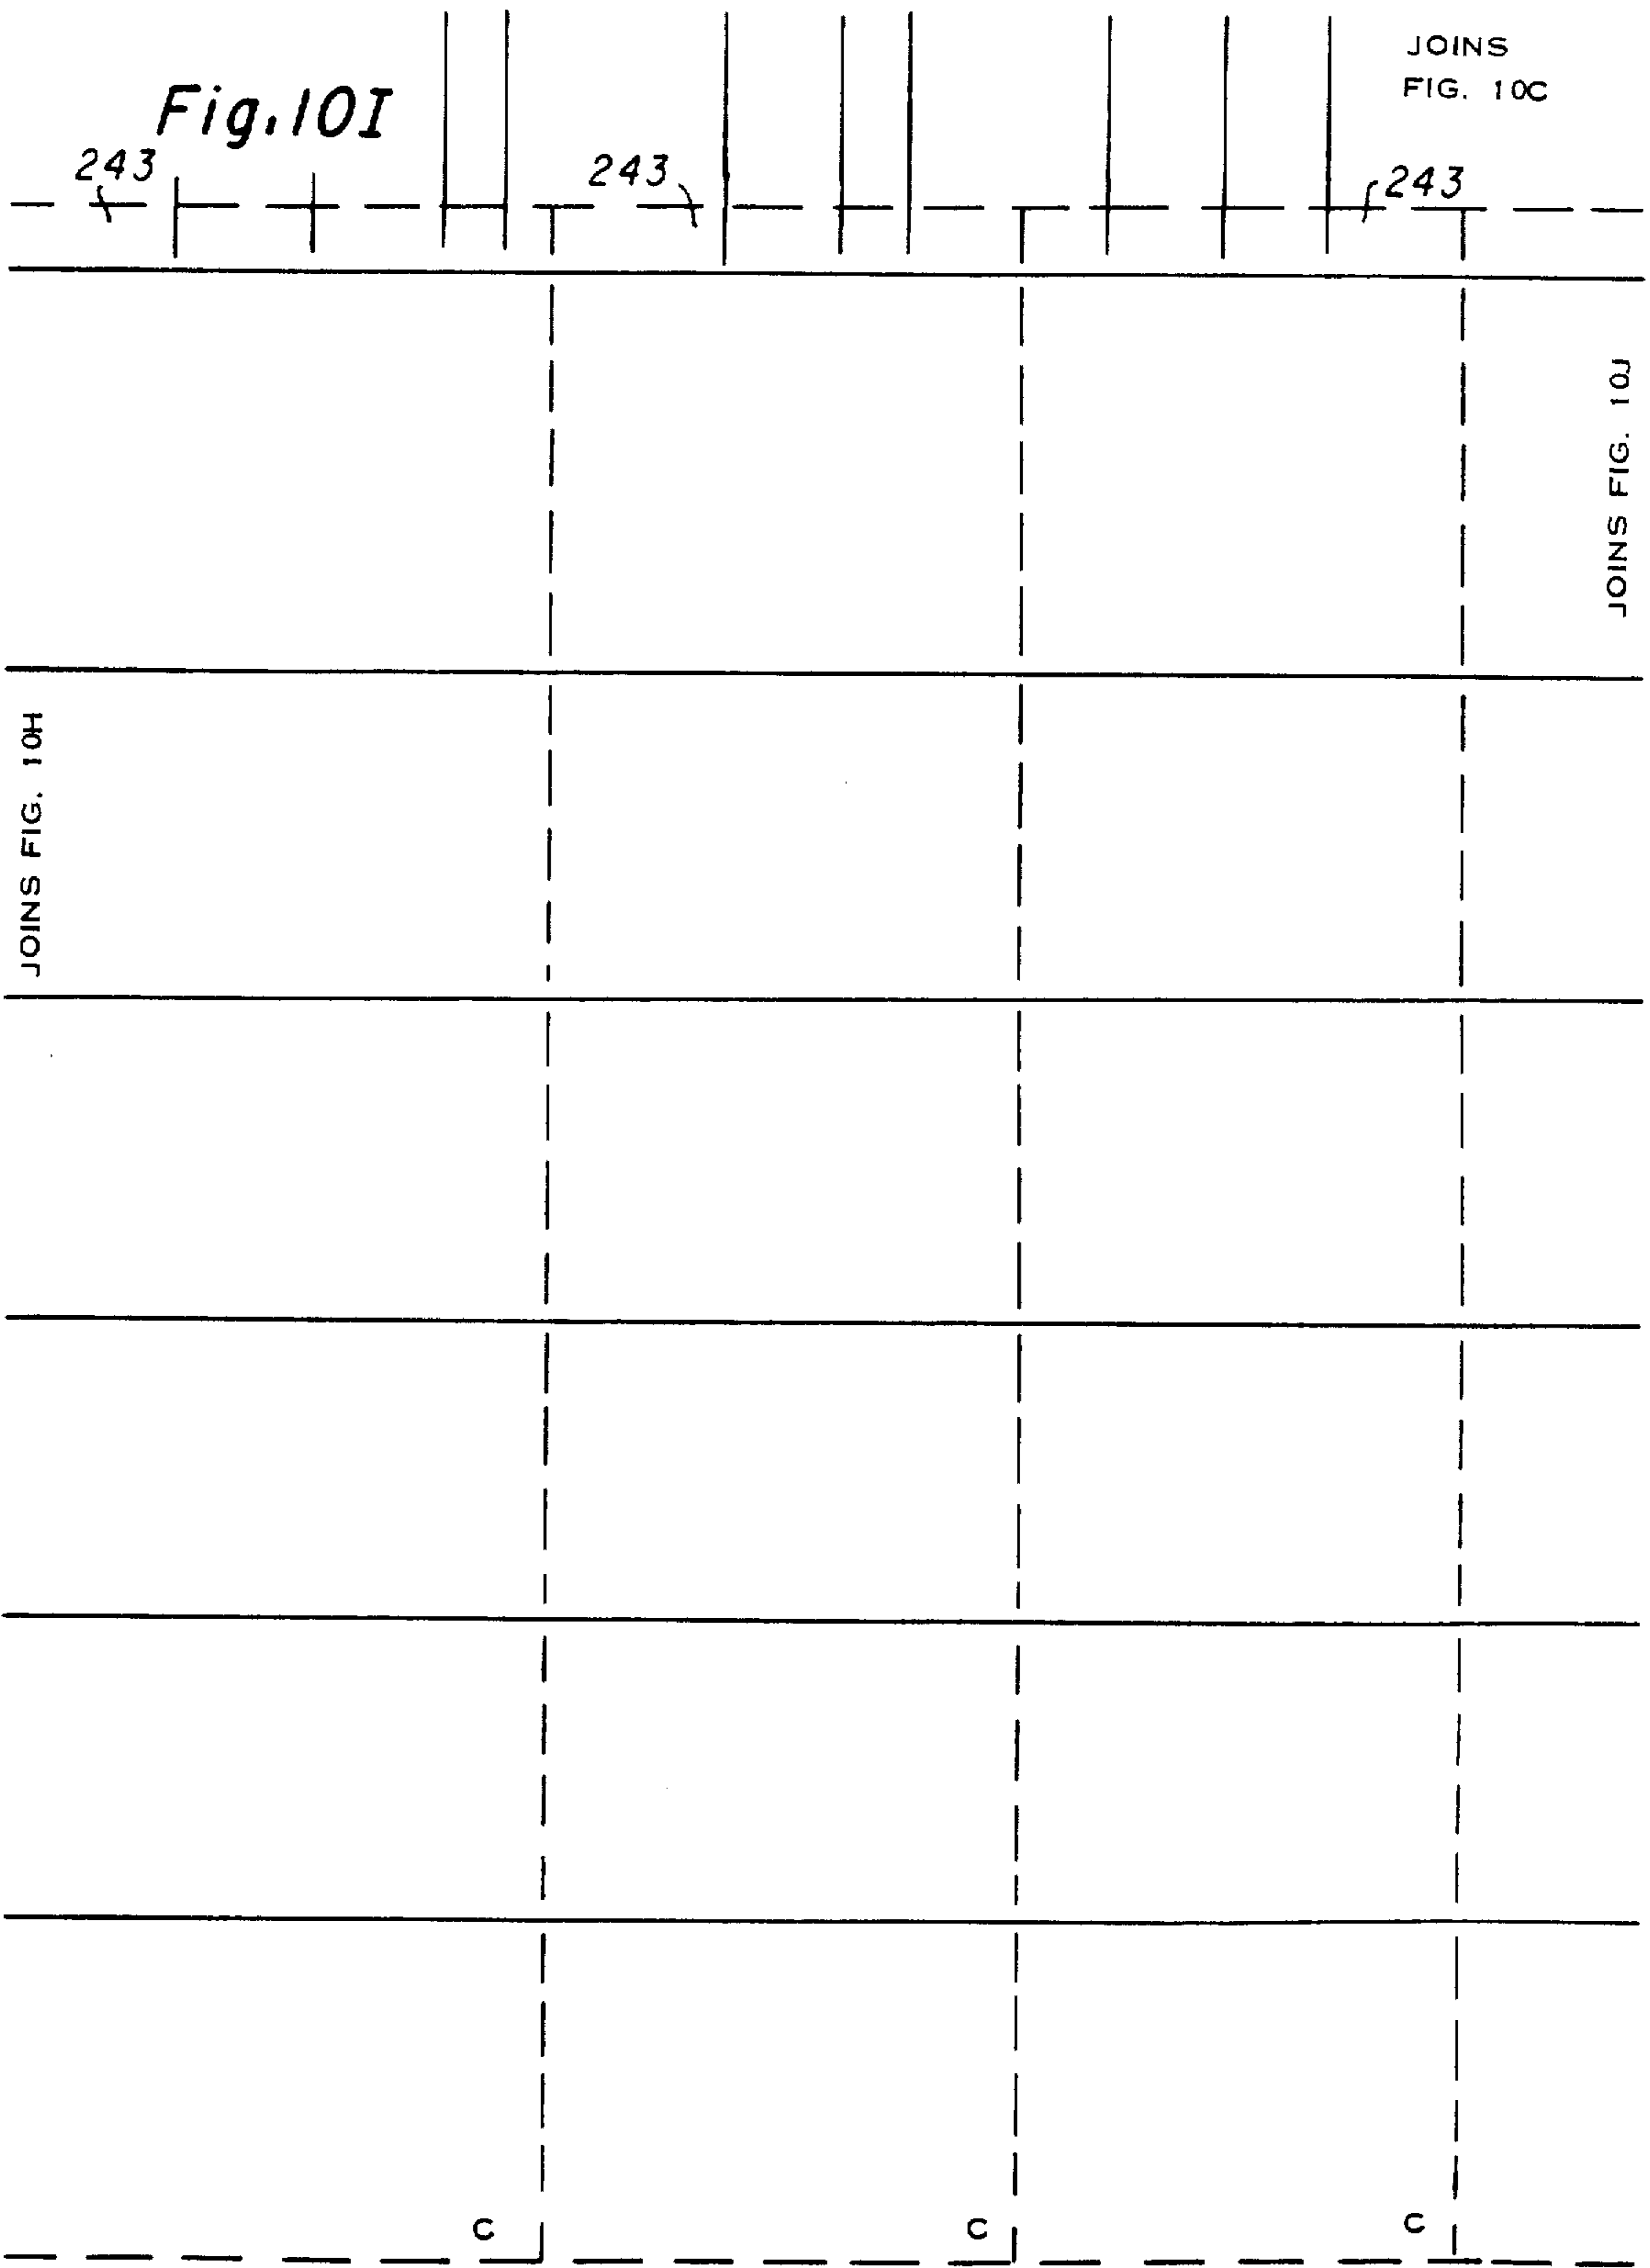 JOINS
FIG. 10C
Fig. 10I
243
243
243
JOINS FIG. 10J
JOINS FIG. 10H
C
C
C